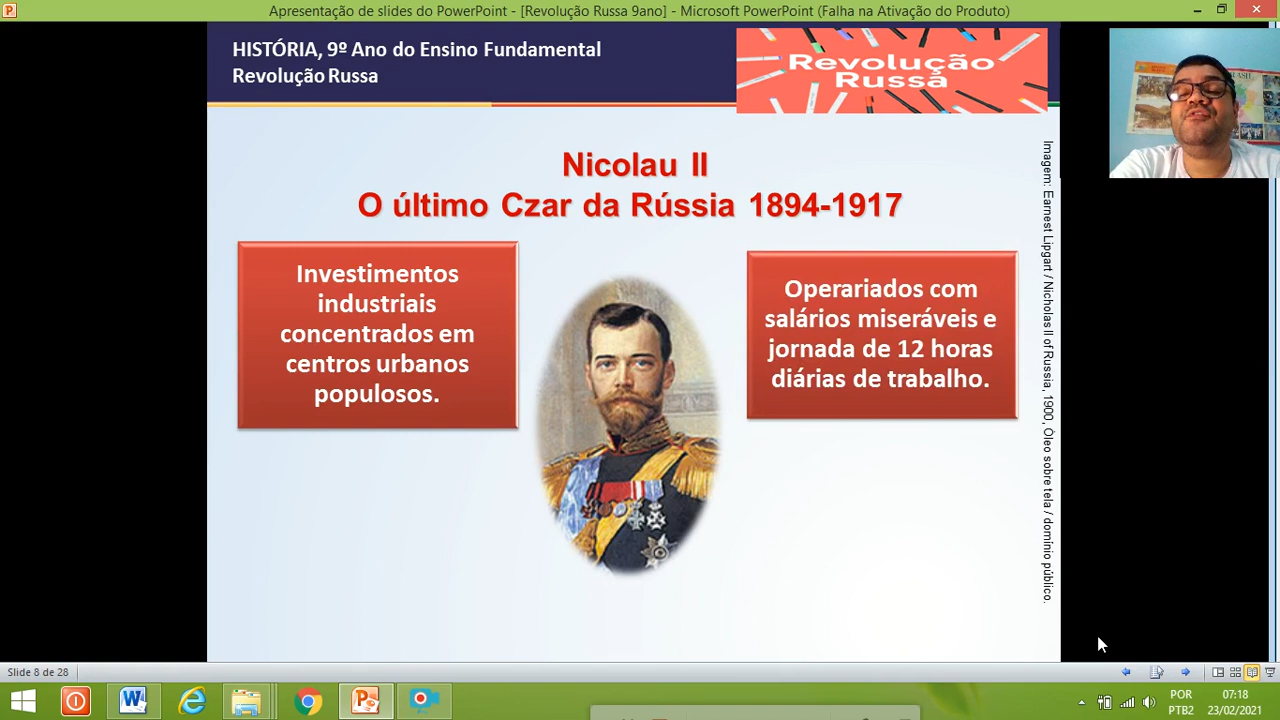 Apresentação de slides do PowerPoint - [Revolução Russa 9ano] - Microsoft PowerPoint (Falha na Ativação do Produto)
HISTÓRIA, 9º Ano do Ensino Fundamental
Revolução Russa
Revolução
Russa
BRASIL
Nicolau II
O último Czar da Rússia 1894-1917
Investimentos
industriais
concentrados em
centros urbanos
populosos.
Operariados com
salários miseráveis e
jornada de 12 horas
diárias de trabalho.
Imagem: Earnest Lipgart / Nicholas II of Russia, 1900, Óleo sobre tela / domínio público.
Slide 8 de 28
POR
PTB2
07:18
23/02/2021